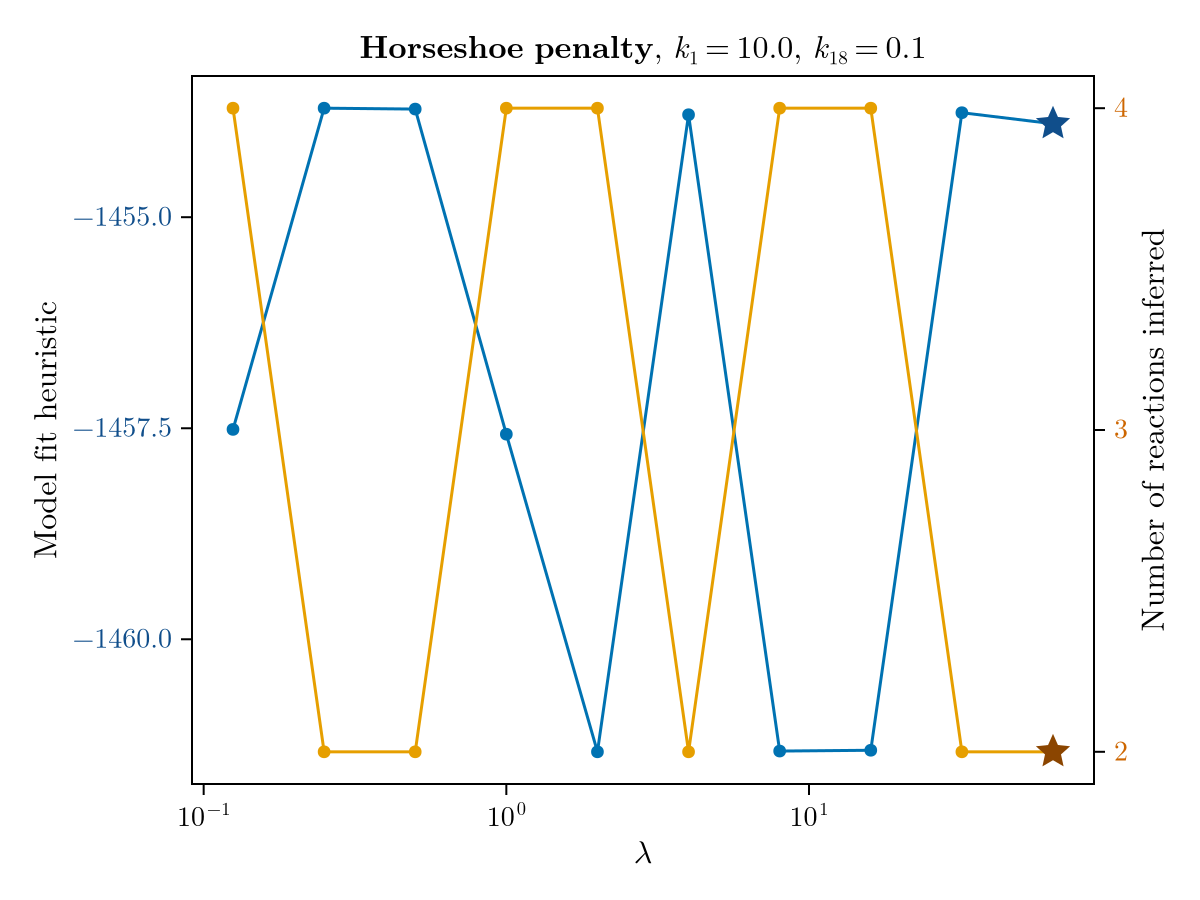 Horseshoe penalty, k₁ = 10.0, k₁₈ = 0.1
Model fit heuristic
−1455.0
−1457.5
−1460.0
4
3
2
Number of reactions inferred
10⁻¹
10⁰
10¹
λ